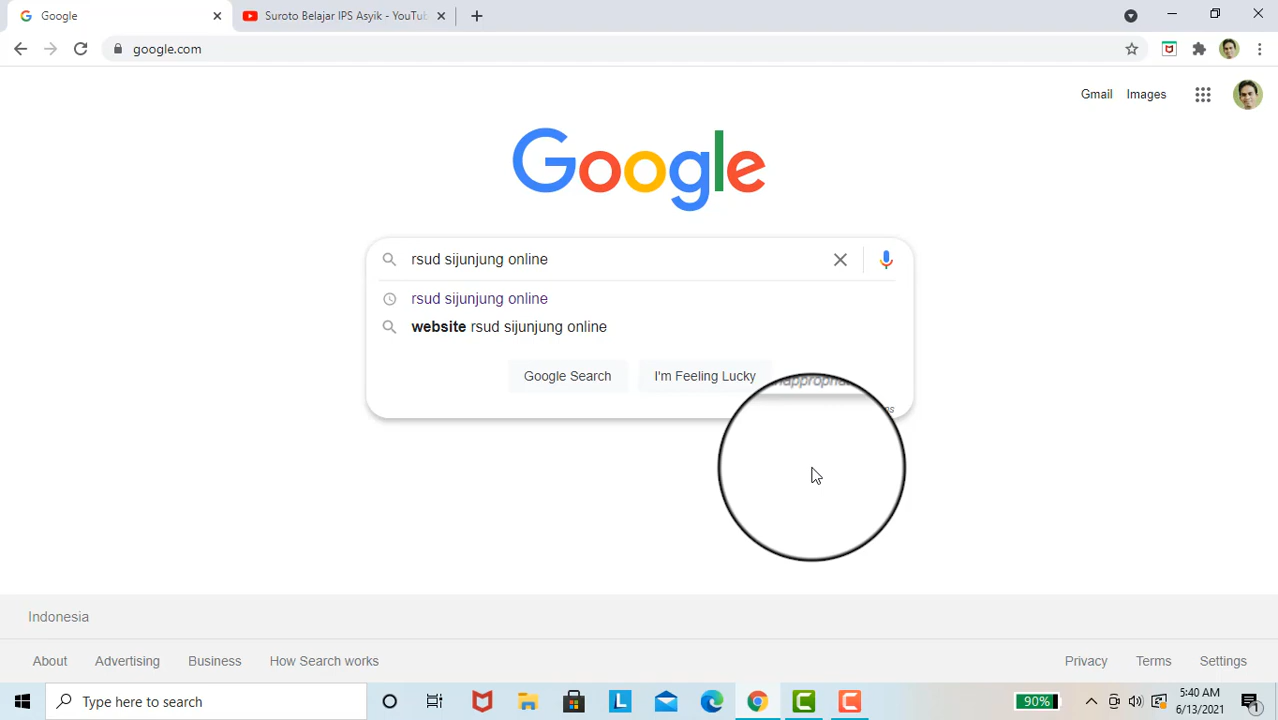 Google
Suroto Belajar IPS Asyik - YouTu
google.com
Gmail
Images
Google
rsud sijunjung online
rsud sijunjung online
website rsud sijunjung online
Google Search
I'm Feeling Lucky
Indonesia
About
Advertising
Business
How Search works
Privacy
Terms
Settings
Type here to search
90%
5:40 AM
6/13/2021